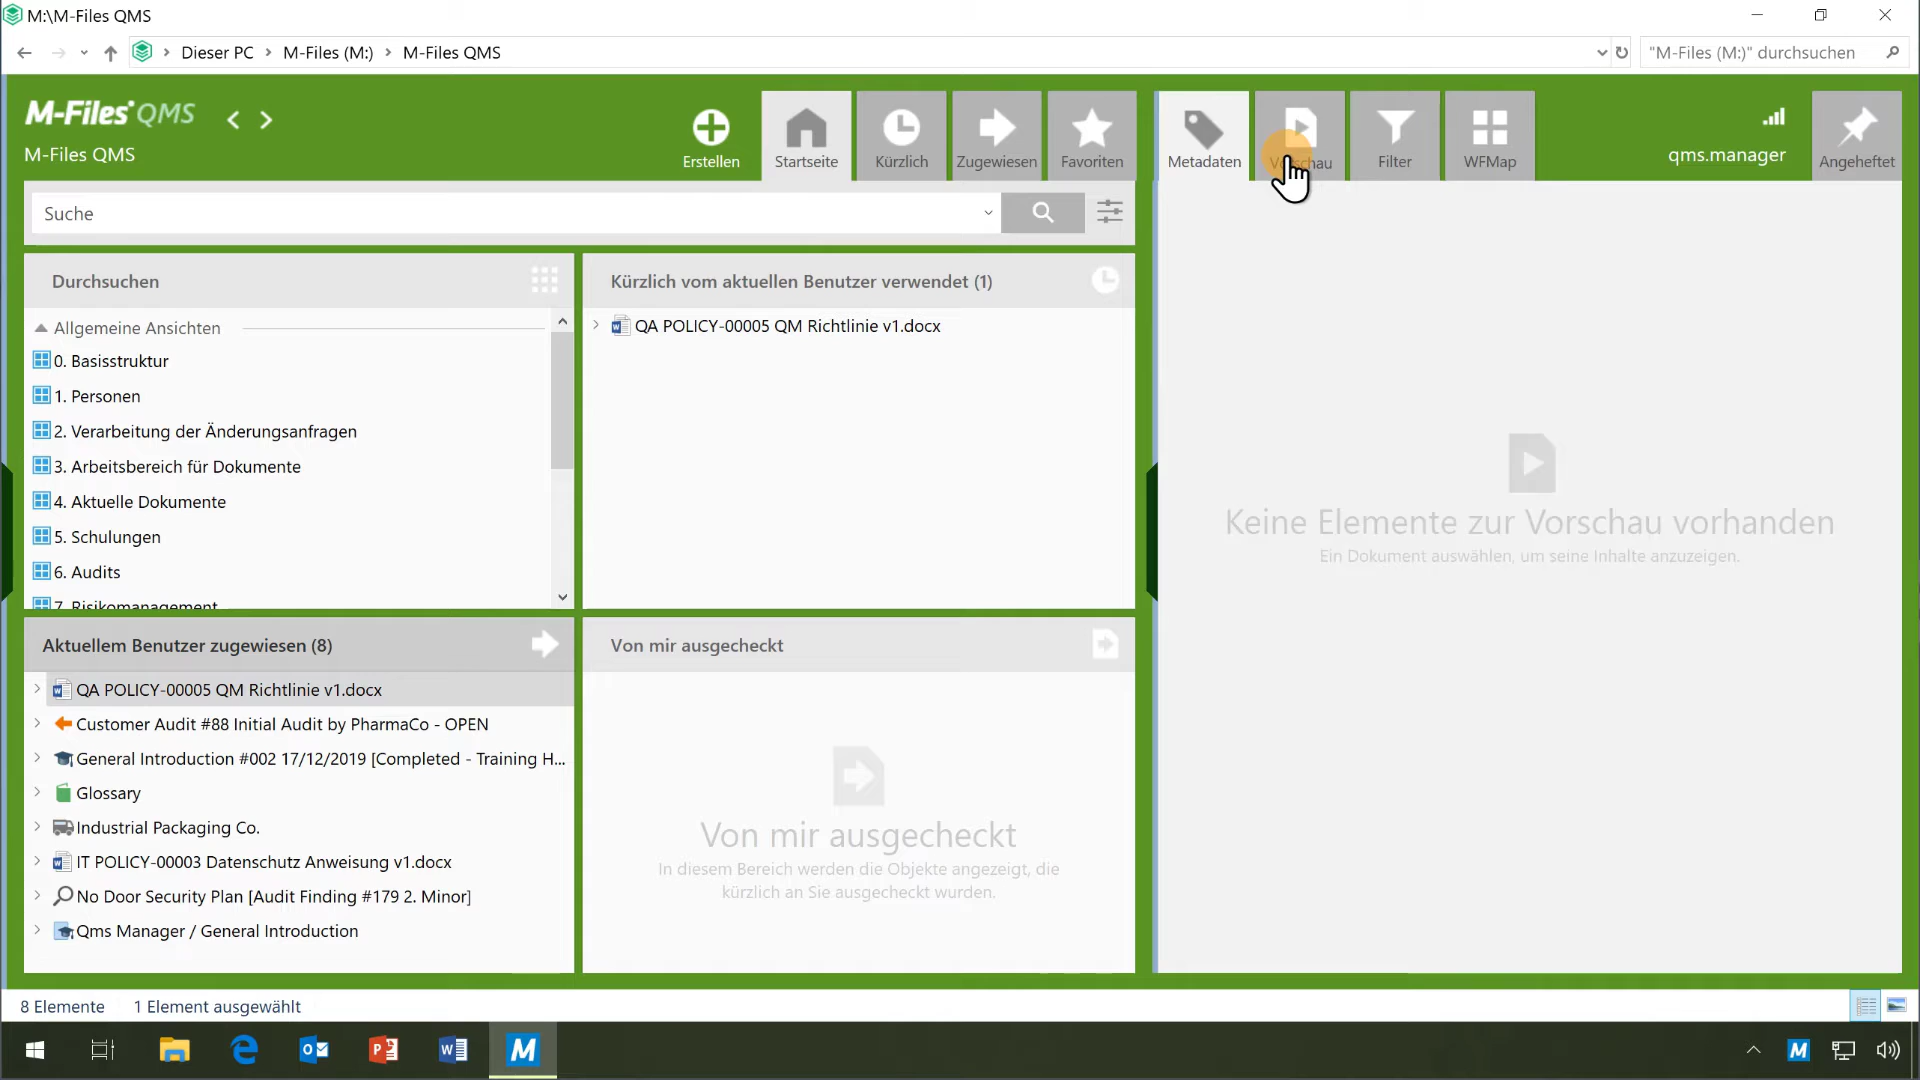 M:\M-Files QMS
Dieser PC > M-Files (M:) > M-Files QMS
"M-Files (M:)" durchsuchen
M-Files QMS
M-Files QMS
Erstellen
Startseite
Kürzlich
Zugewiesen
Favoriten
Metadaten
Filter
WFMap
qms.manager
Angeheftet
Suche
Durchsuchen
Allgemeine Ansichten
0. Basisstruktur
1. Personen
2. Verarbeitung der Änderungsanfragen
3. Arbeitsbereich für Dokumente
4. Aktuelle Dokumente
5. Schulungen
6. Audits
7. Risikomanagement
Kürzlich vom aktuellen Benutzer verwendet (1)
QA POLICY-00005 QM Richtlinie v1.docx
Keine Elemente zur Vorschau vorhanden
Ein Dokument auswählen, um seine Inhalte anzuzeigen.
Aktuellem Benutzer zugewiesen (8)
QA POLICY-00005 QM Richtlinie v1.docx
Customer Audit #88 Initial Audit by PharmaCo - OPEN
General Introduction #002 17/12/2019 [Completed - Training H...
Glossary
Industrial Packaging Co.
IT POLICY-00003 Datenschutz Anweisung v1.docx
No Door Security Plan [Audit Finding #179 2. Minor]
Qms Manager / General Introduction
Von mir ausgecheckt
Von mir ausgecheckt
In diesem Bereich werden die Objekte angezeigt, die
kürzlich an Sie ausgecheckt wurden.
8 Elemente
1 Element ausgewählt